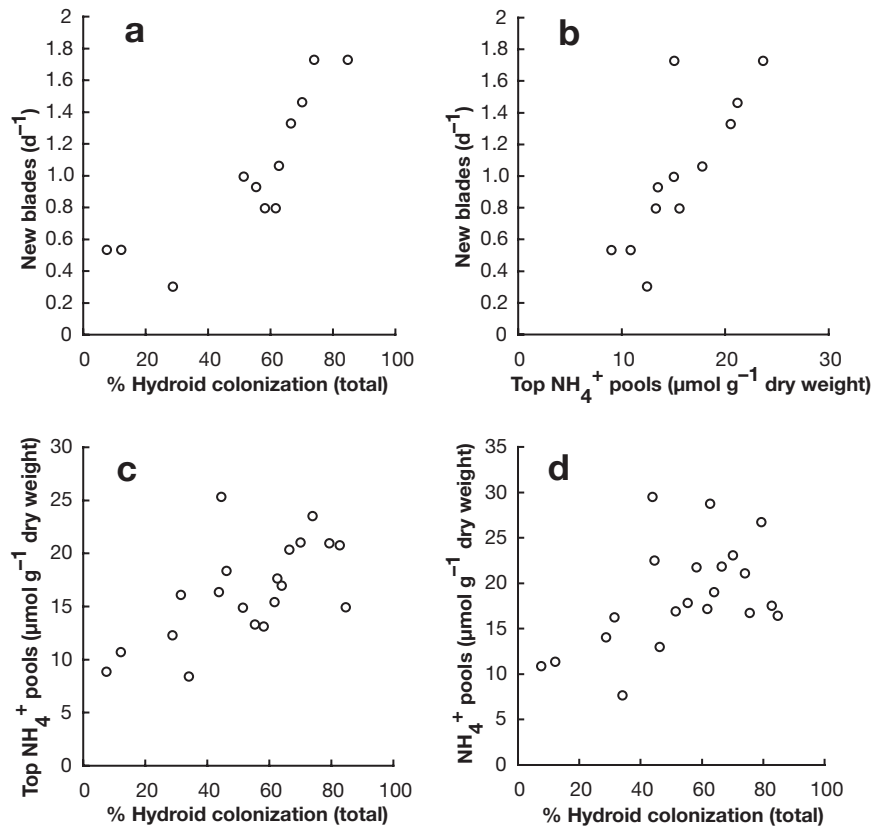 a
New blades (d⁻¹)
2
1.8
1.6
1.4
1.2
1.0
0.8
0.6
0.4
0.2
0
0 20 40 60 80 100
% Hydroid colonization (total)
b
New blades (d⁻¹)
2
1.8
1.6
1.4
1.2
1.0
0.8
0.6
0.4
0.2
0
0 10 20 30
Top NH₄⁺ pools (μmol g⁻¹ dry weight)
c
Top NH₄⁺ pools (μmol g⁻¹ dry weight)
30
25
20
15
10
5
0
0 20 40 60 80 100
% Hydroid colonization (total)
d
NH₄⁺ pools (μmol g⁻¹ dry weight)
35
30
25
20
15
10
5
0
0 20 40 60 80 100
% Hydroid colonization (total)